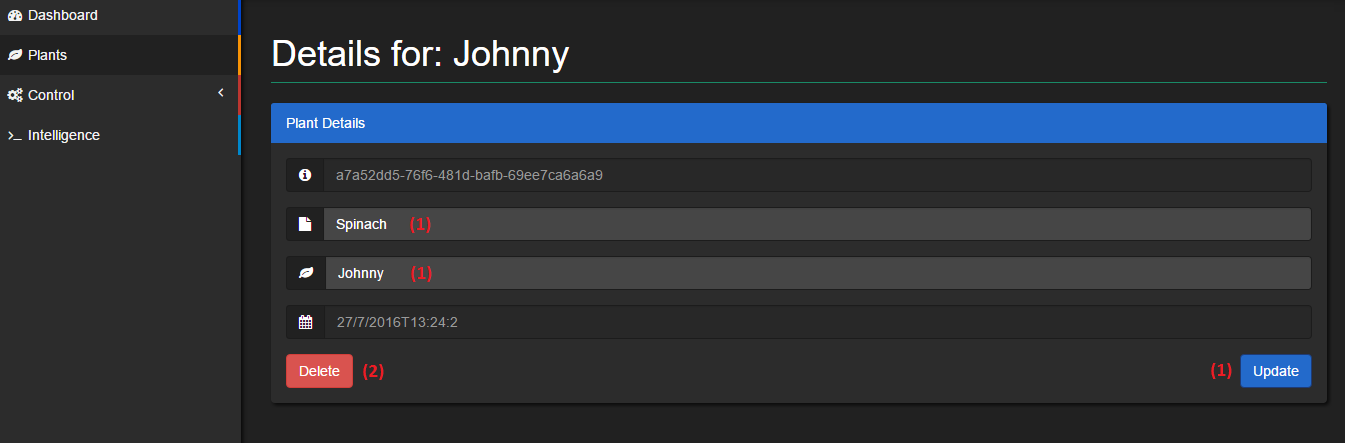 Dashboard
Plants
Control
Intelligence
Details for: Johnny
Plant Details
a7a52dd5-76f6-481d-bafb-69ee7ca6a6a9
Spinach (1)
Johnny (1)
27/7/2016T13:24:2
Delete (2) (1) Update